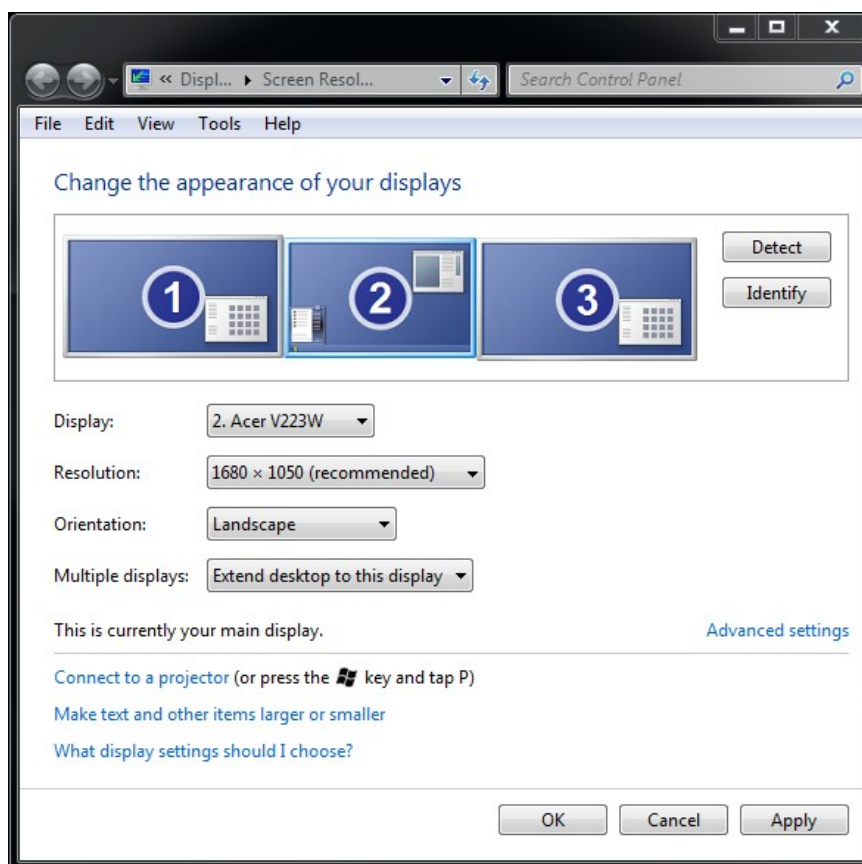 « Displ... ▸ Screen Resol... Search Control Panel
File Edit View Tools Help
Change the appearance of your displays
1 2 3
Detect
Identify
Display: 2. Acer V223W
Resolution: 1680 × 1050 (recommended)
Orientation: Landscape
Multiple displays: Extend desktop to this display
This is currently your main display. Advanced settings
Connect to a projector (or press the key and tap P)
Make text and other items larger or smaller
What display settings should I choose?
OK Cancel Apply